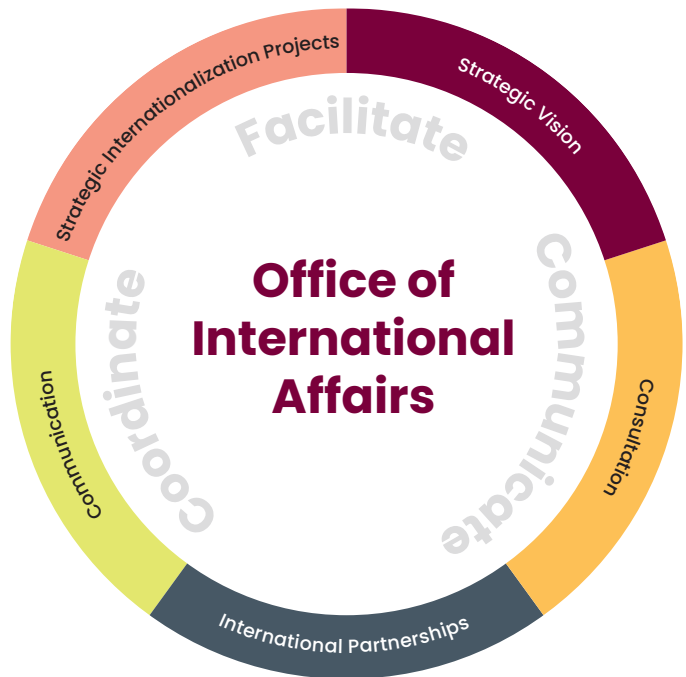 Strategic Internationalization Projects
Strategic Vision
Facilitate
Office of
International
Affairs
Communicate
Coordinate
Consultation
Communication
International Partnerships